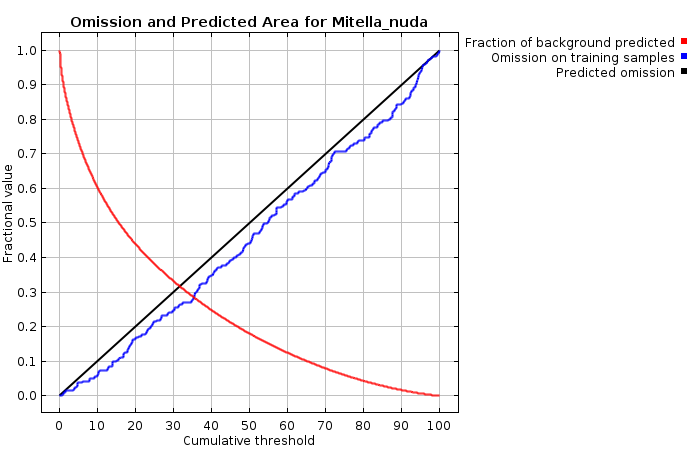 Omission and Predicted Area for Mitella_nuda
Fraction of background predicted
Omission on training samples
Predicted omission
1.0
0.9
0.8
0.7
0.6
0.5
0.4
0.3
0.2
0.1
0.0
Fractional value
0 10 20 30 40 50 60 70 80 90 100
Cumulative threshold